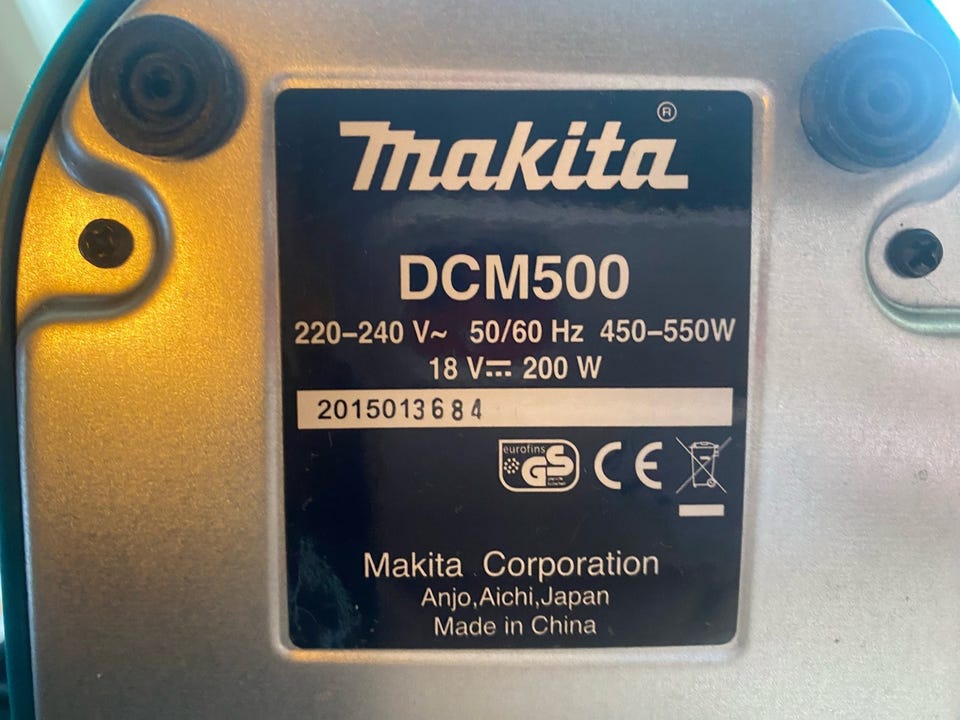 makita®
DCM500
220–240 V~ 50/60 Hz 450–550W
18 V⎓ 200 W
2015013684
eurofins
GS
CE
Makita Corporation
Anjo,Aichi,Japan
Made in China